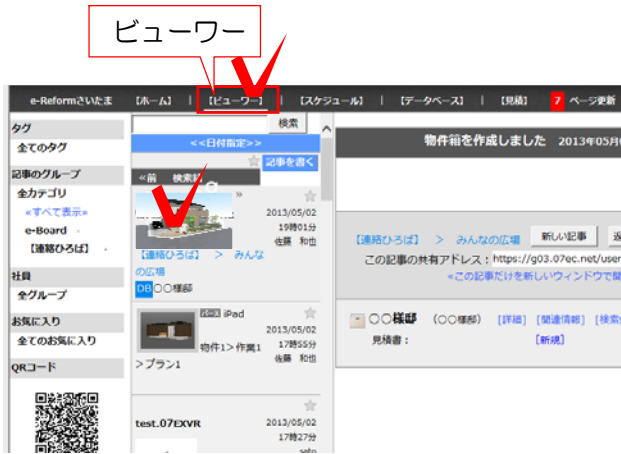 ビューワー
e-Reformさいたま 【ホーム】 | 【ビューワー】 | 【スケジュール】 | 【データベース】 | 【見積】 7 ページ更新
タグ
全てのタグ
記事のグループ
全カテゴリ
«すべて表示»
e-Board
【連絡ひろば】
社員
全グループ
お気に入り
全てのお気に入り
QRコード
検索
<<日付指定>>
記事を書く
«前 検索
»
2013/05/02
19時01分
佐藤 和也
【連絡ひろば】 > みんな
の広場
DB〇〇様邸
iPad
2013/05/02
物件1>作業1 17時55分
>プラン1 佐藤 和也
test.07EXVR 2013/05/02
17時27分
物件箱を作成しました 2013年05月
【連絡ひろば】 > みんなの広場 新しい記事
この記事の共有アドレス：https://g03.07ec.net/user
«この記事だけを新しいウィンドウで開
〇〇様邸 （〇〇様邸） [詳細] [関連情報] [検索
見積書： [新規]